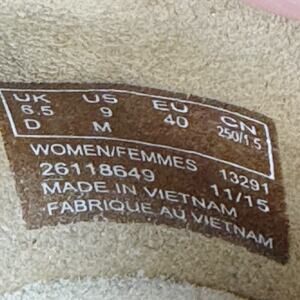 UK US EU CN
6.5 9 40 250/1.5
D M
WOMEN/FEMMES 13291
26118649 11/15
MADE IN VIETNAM
FABRIQUE AU VIETNAM